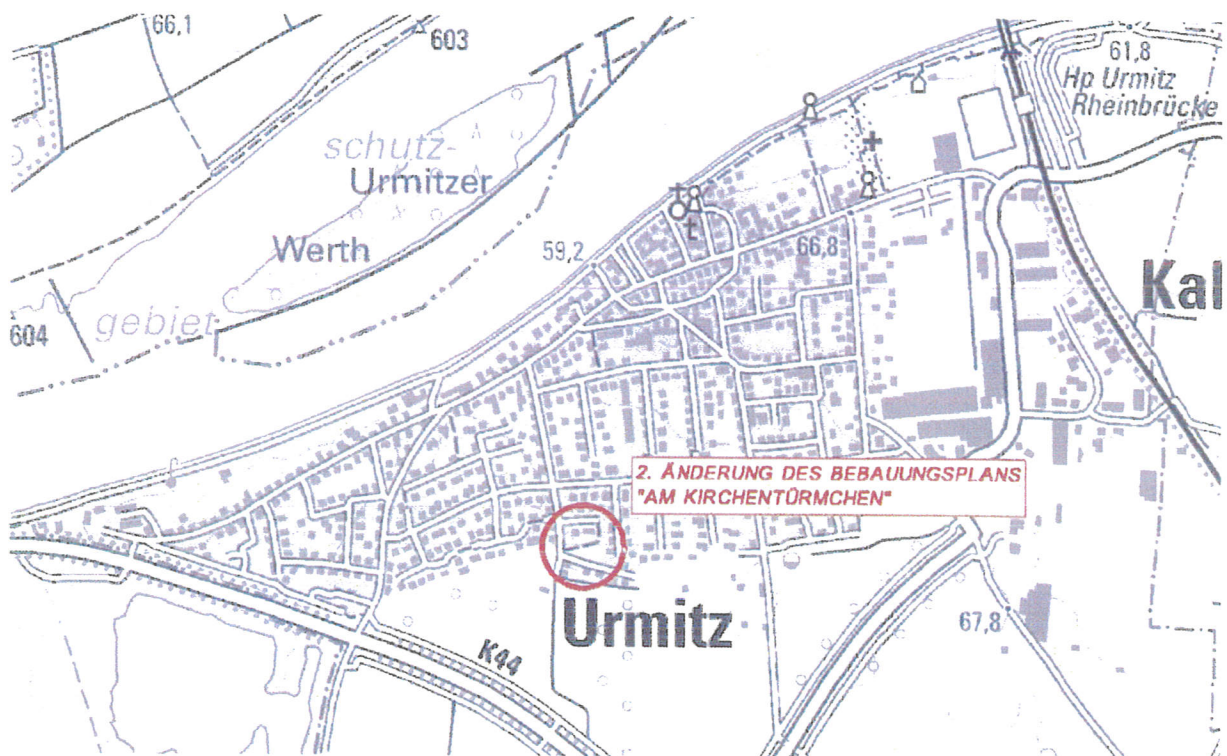 66,1
603
61,8
Hp Urmitz
Rheinbrücke
schutz-
Urmitzer
Werth
59,2
66,8
Kal
604
gebiet
2. ÄNDERUNG DES BEBAUUNGSPLANS
"AM KIRCHENTÜRMCHEN"
Urmitz
67,8
K44